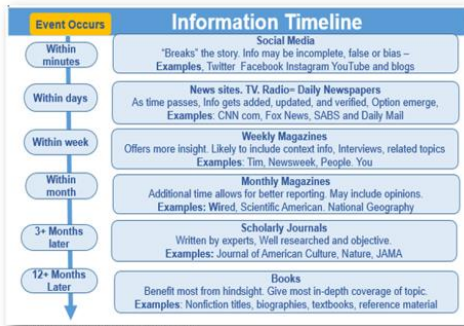 Event Occurs
Information Timeline
Within
minutes
Social Media
"Breaks" the story. Info may be incomplete, false or bias –
Examples, Twitter Facebook Instagram YouTube and blogs
Within days
News sites. TV. Radio= Daily Newspapers
As time passes, Info gets added, updated, and verified, Option emerge,
Examples: CNN com, Fox News, SABS and Daily Mail
Within week
Weekly Magazines
Offers more insight. Likely to include context info, Interviews, related topics
Examples: Tim, Newsweek, People. You
Within
month
Monthly Magazines
Additional time allows for better reporting. May include opinions.
Examples: Wired, Scientific American. National Geography
3+ Months
later
Scholarly Journals
Written by experts, Well researched and objective.
Examples: Journal of American Culture, Nature, JAMA
12+ Months
Later
Books
Benefit most from hindsight. Give most in-depth coverage of topic.
Examples: Nonfiction titles, biographies, textbooks, reference material